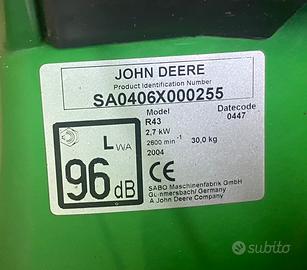 JOHN DEERE
Product Identification Number
SA0406X000255
Model Datecode
R43 0447
2,7 kW
2600 min-1 30,0 kg
2004
LWA
96 dB
CE
SABO Maschinenfabrik GmbH
Gummersbach/ Germany
A John Deere Company
subito